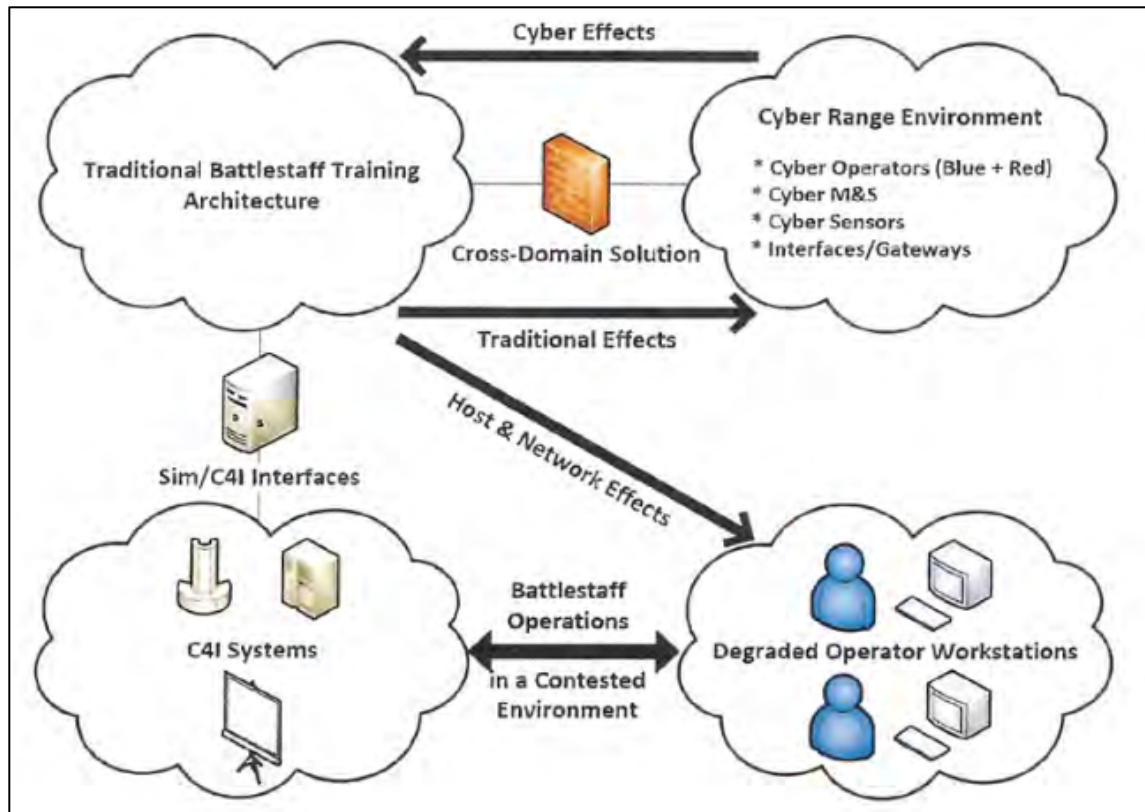 Cyber Effects
Traditional Battlestaff Training
Architecture
Cyber Range Environment
* Cyber Operators (Blue + Red)
* Cyber M&S
* Cyber Sensors
* Interfaces/Gateways
Cross-Domain Solution
Traditional Effects
Host & Network Effects
Sim/C4I Interfaces
C4I Systems
Battlestaff
Operations
in a Contested
Environment
Degraded Operator Workstations